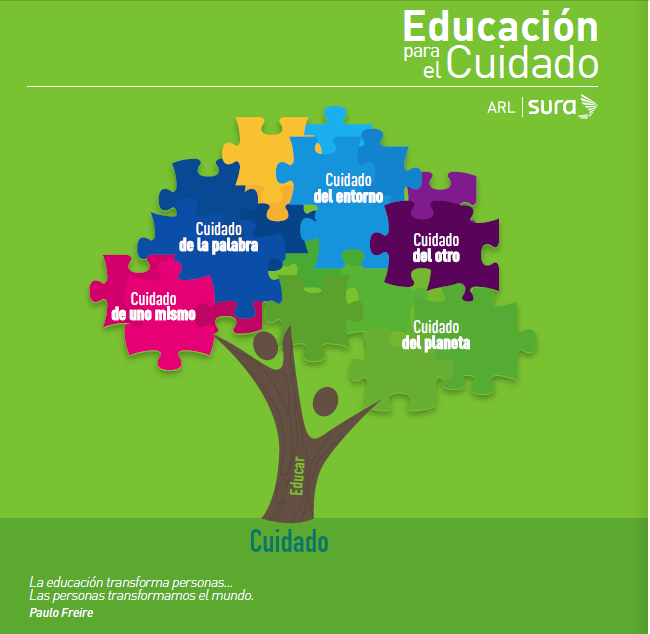 Educación
para
el Cuidado
ARL | sura
Cuidado
del entorno
Cuidado
de la palabra
Cuidado
del otro
Cuidado
de uno mismo
Cuidado
del planeta
Educar
Cuidado
La educación transforma personas...
Las personas transformamos el mundo.
Paulo Freire